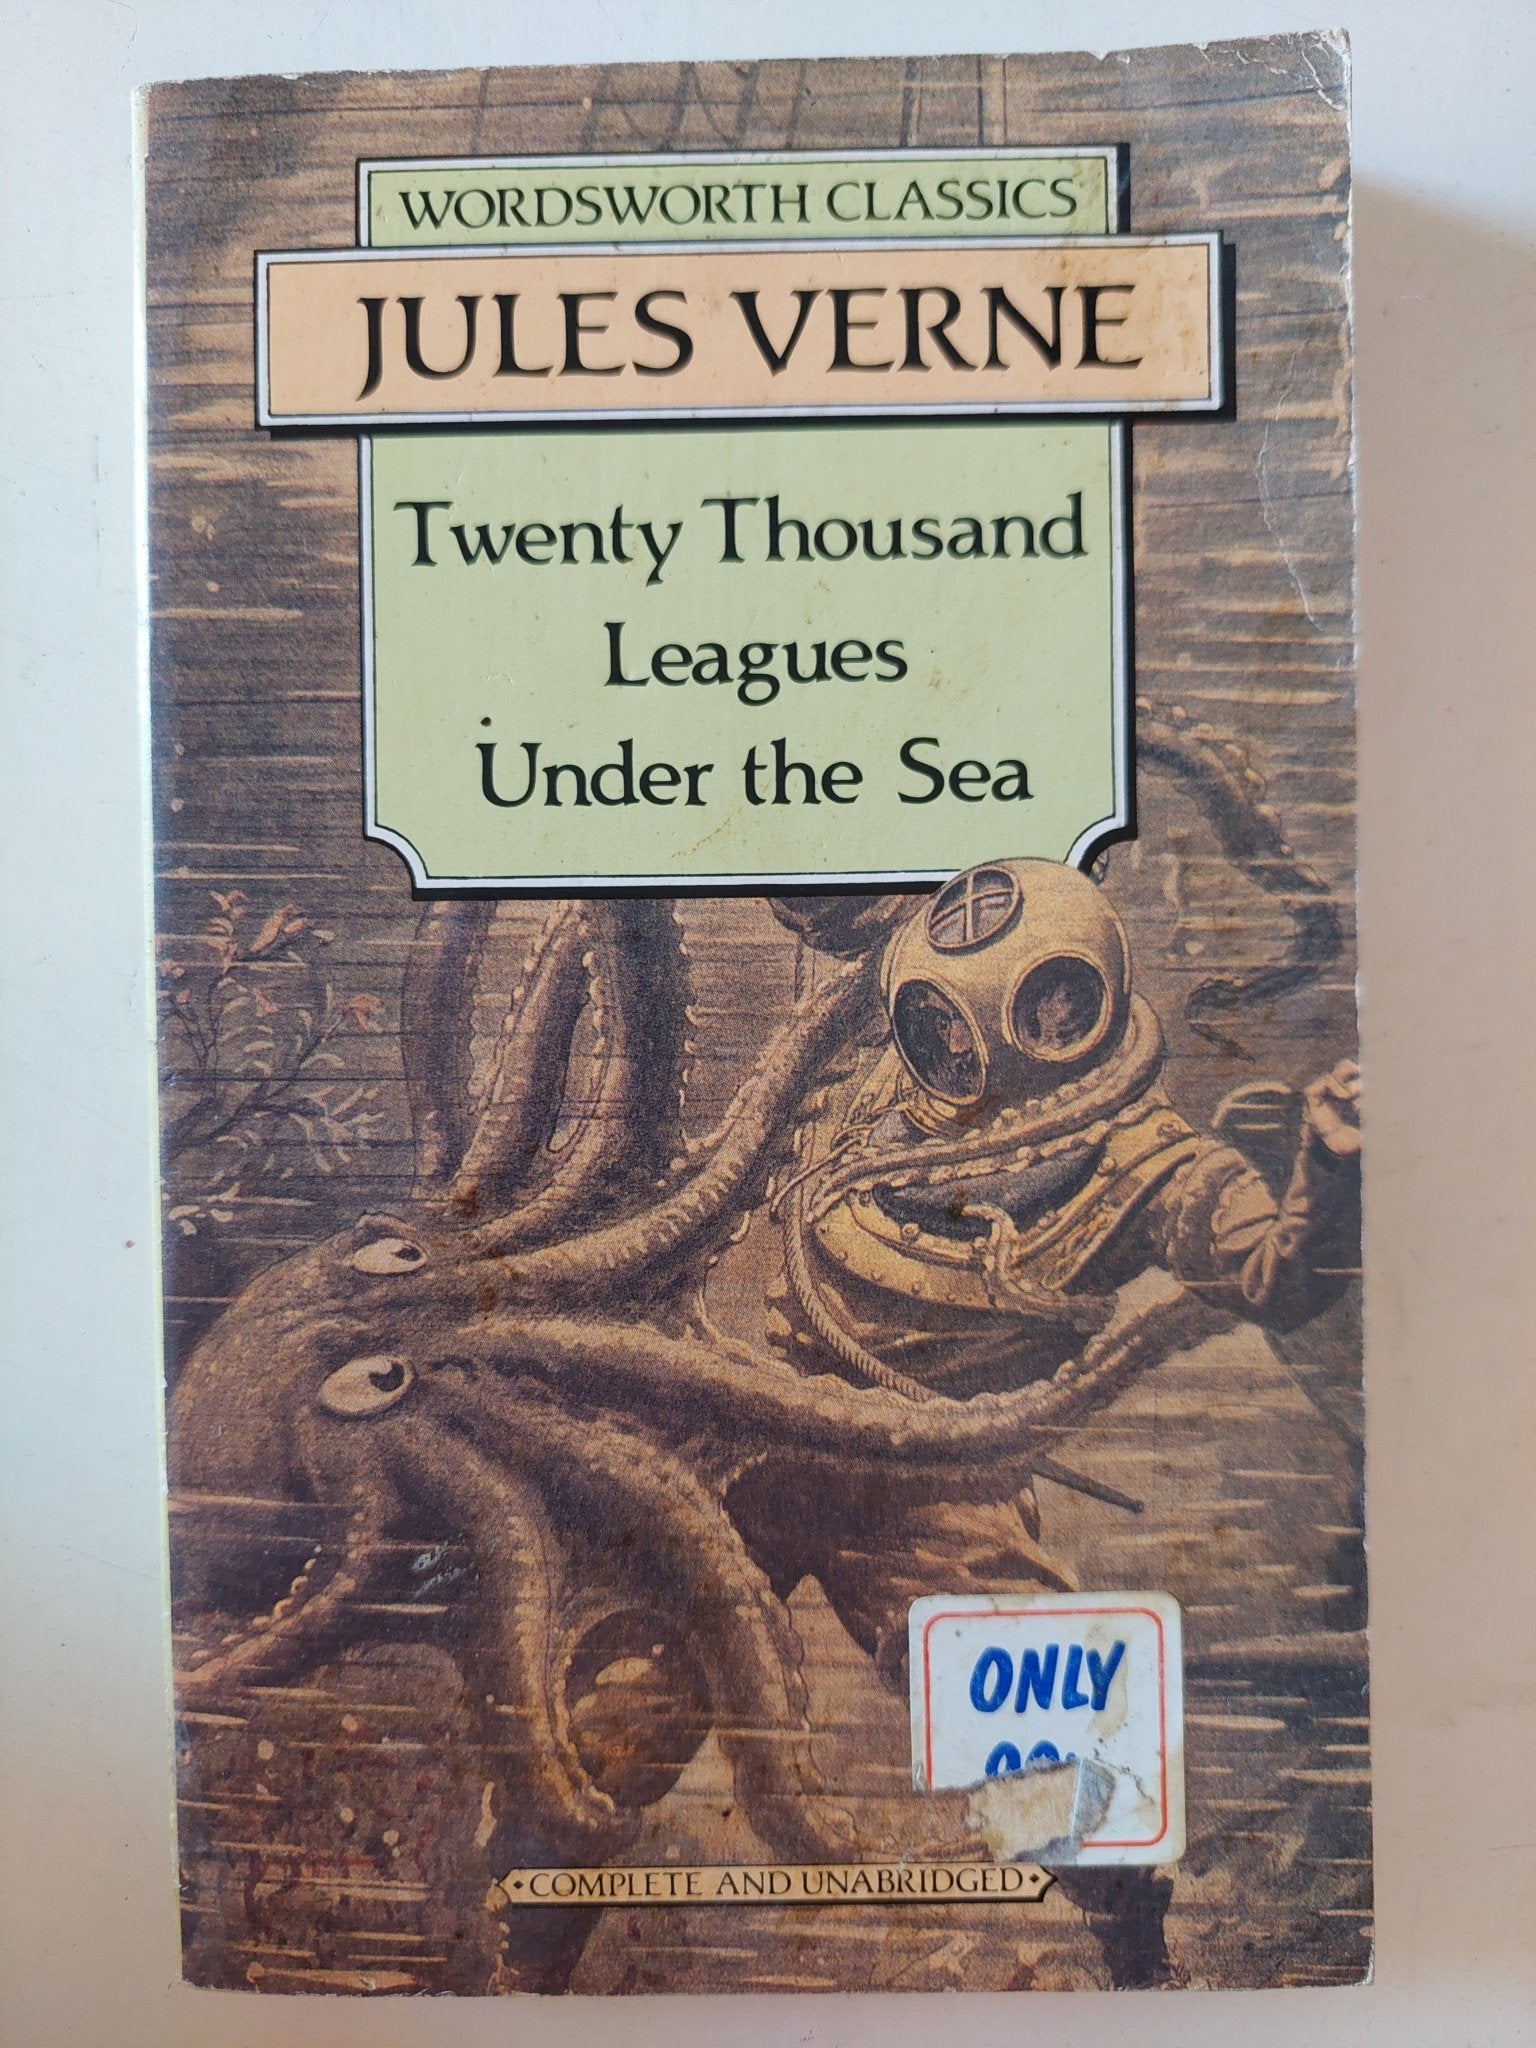 WORDSWORTH CLASSICS
JULES VERNE
Twenty Thousand
Leagues
Under the Sea
ONLY
COMPLETE AND UNABRIDGED